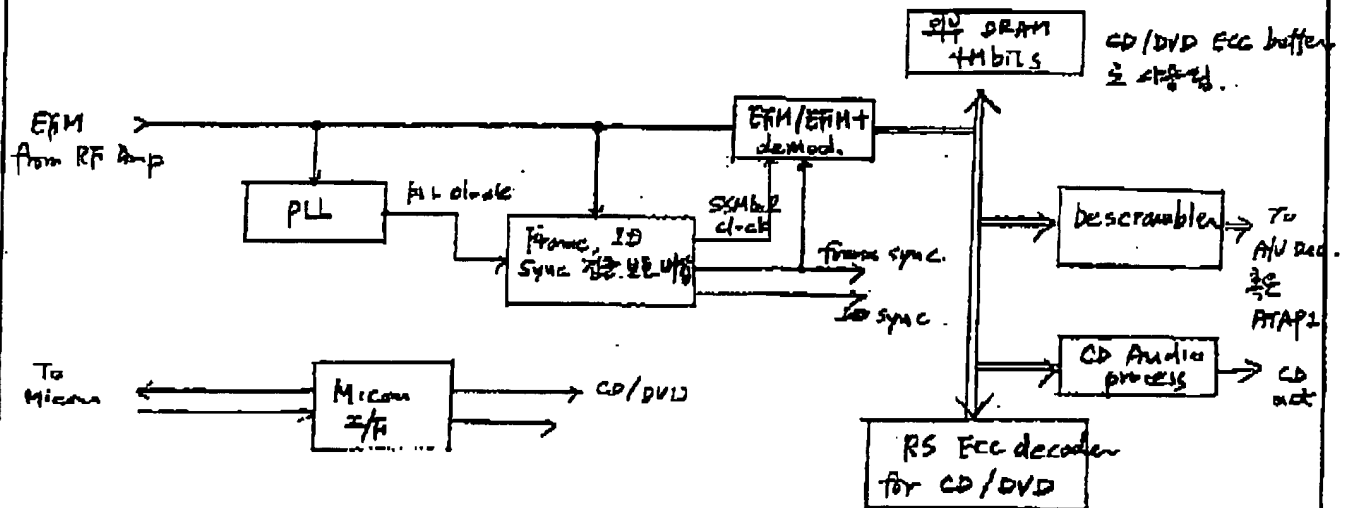 외부 DRAM
4Mbits
CD/DVD ECC buffer
로 사용됨.
EFM
from RF Amp
EFM/EFM+
demod.
PLL
PLL clock
Symbol
clock
Frame, ID
Sync 검출 보호 배
frame sync.
ID sync.
Descrambler
To
A/V Dec.
혹은
ATAPI
CD Audio
process
CD
out
To
Micom
Micom
I/F
CD/DVD
RS Ecc decoder
for CD/DVD